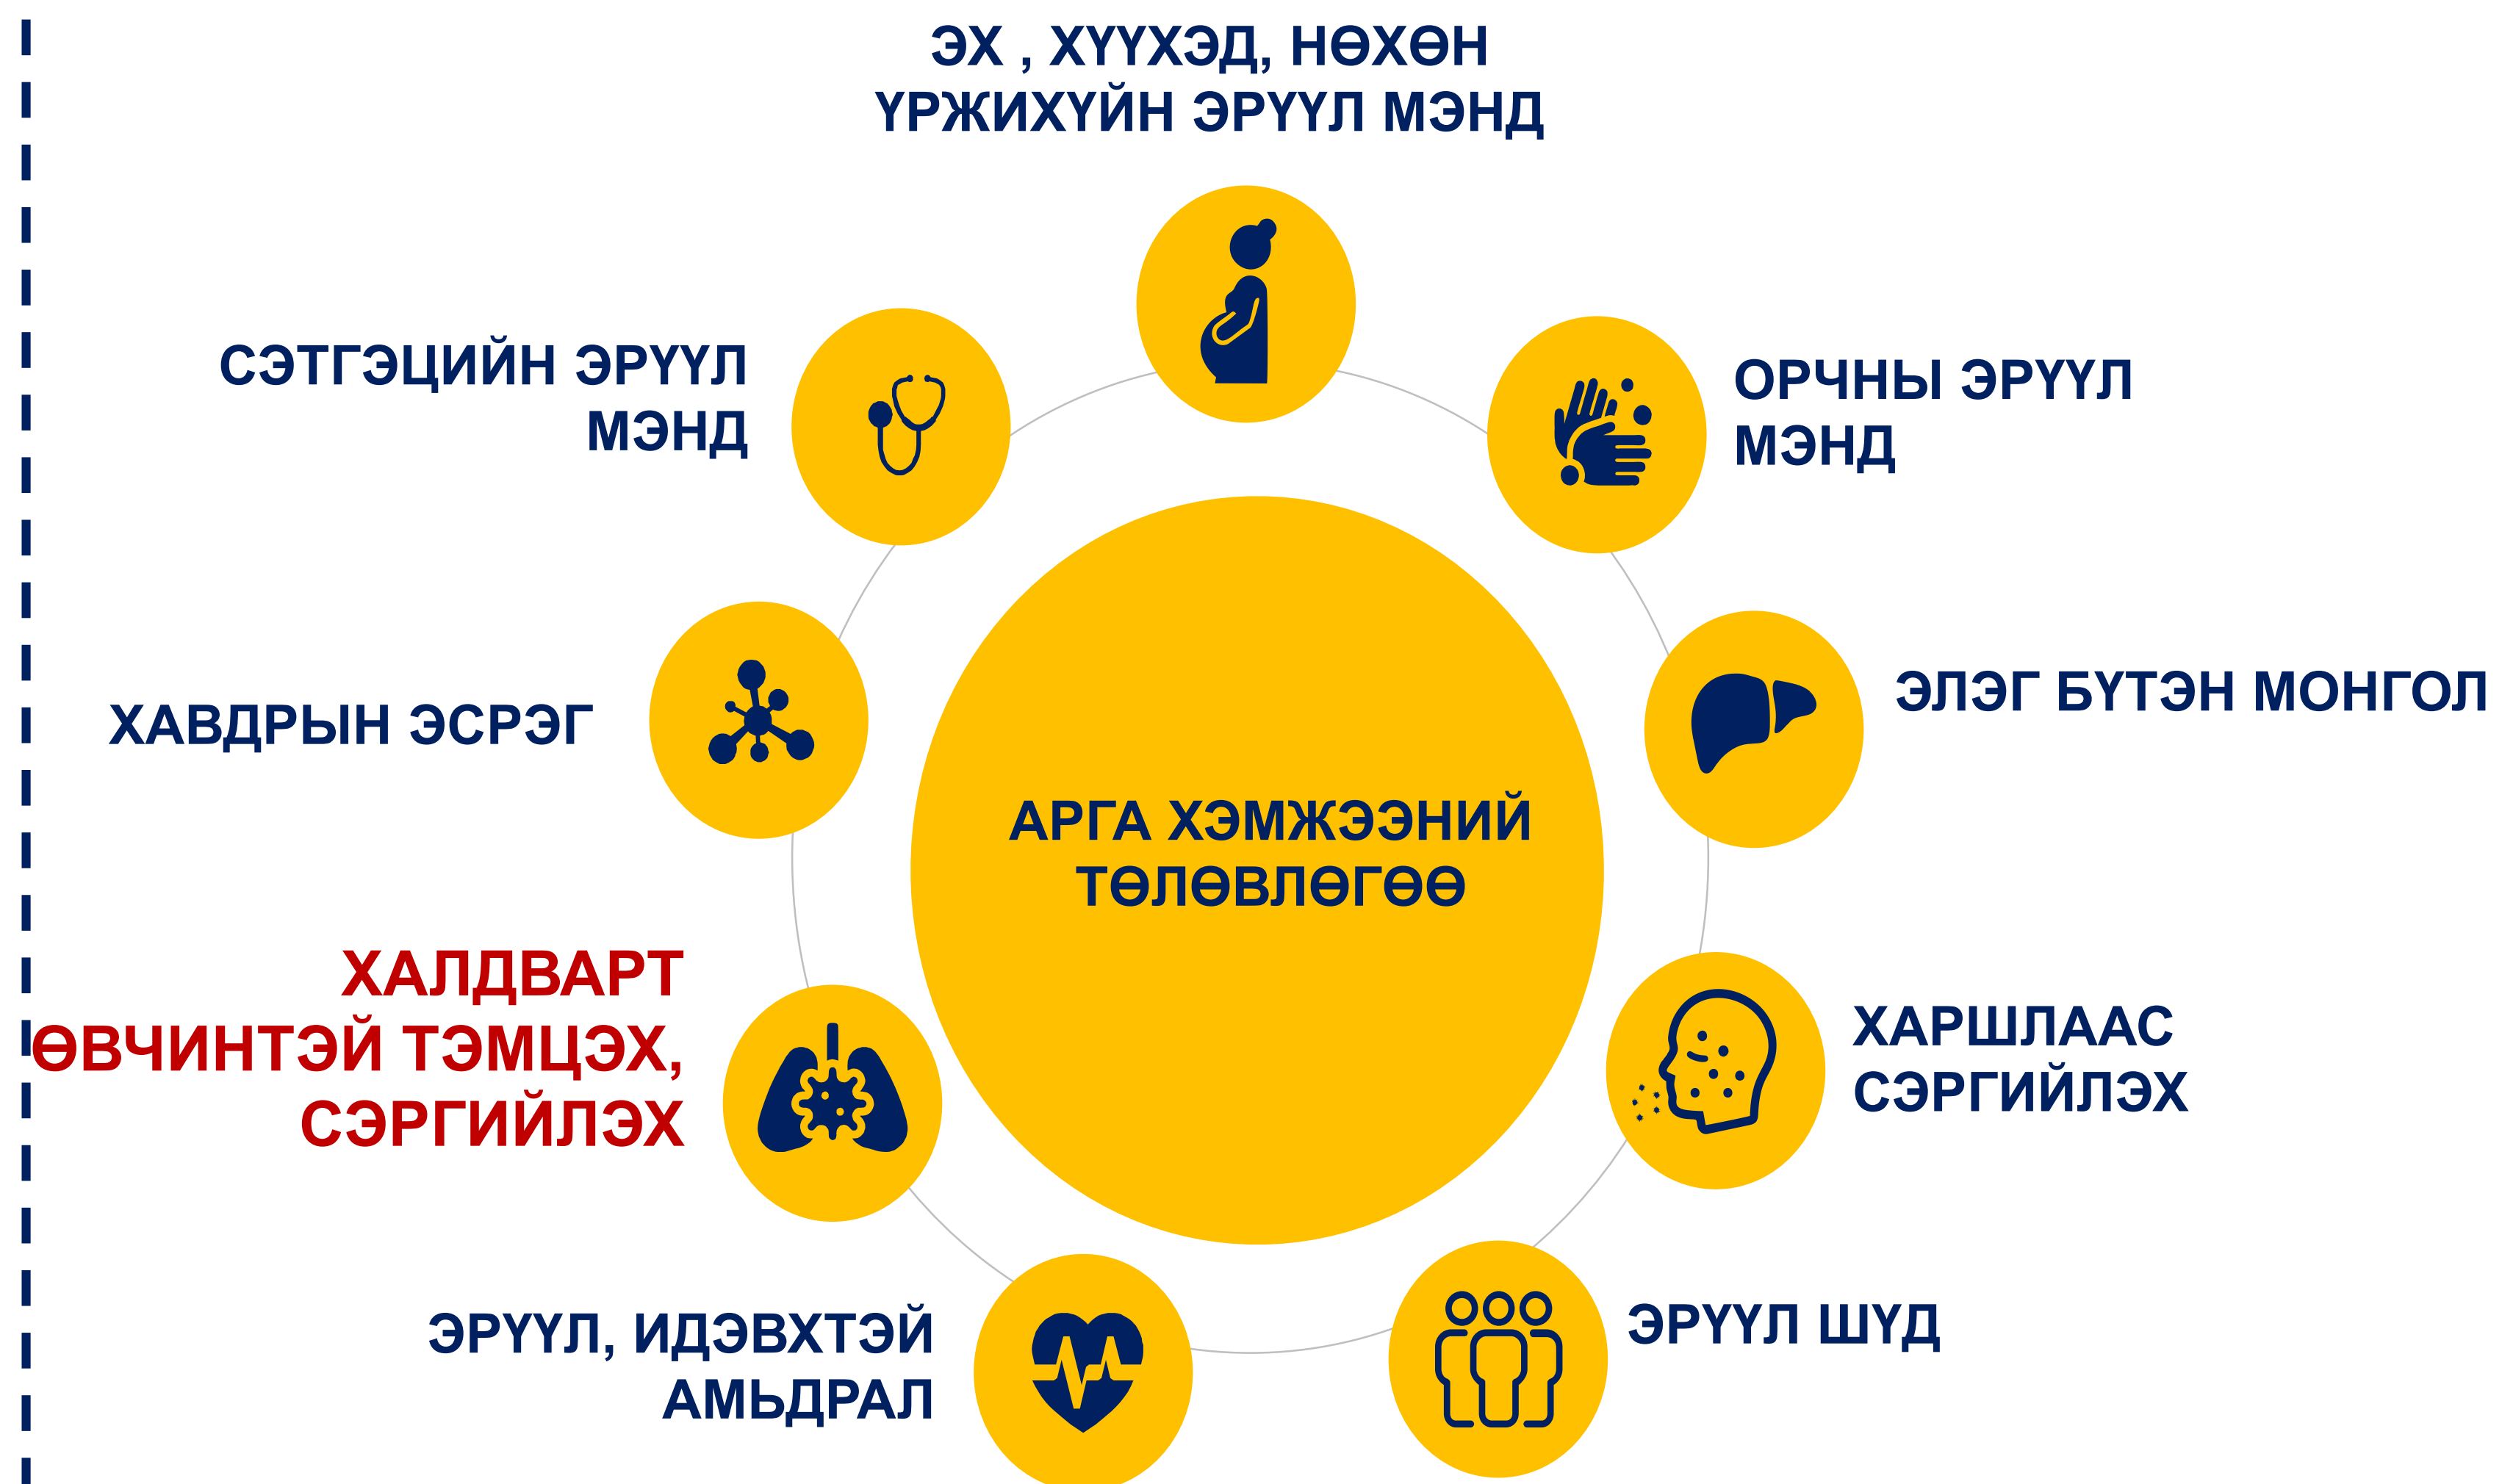 ЭХ , ХҮҮХЭД, НӨХӨН
ҮРЖИХҮЙН ЭРҮҮЛ МЭНД
СЭТГЭЦИЙН ЭРҮҮЛ
МЭНД
ОРЧНЫ ЭРҮҮЛ
МЭНД
ХАВДРЫН ЭСРЭГ
ЭЛЭГ БҮТЭН МОНГОЛ
АРГА ХЭМЖЭЭНИЙ
ТӨЛӨВЛӨГӨӨ
ХАЛДВАРТ
ӨВЧИНТЭЙ ТЭМЦЭХ,
СЭРГИЙЛЭХ
ХАРШЛААС
СЭРГИЙЛЭХ
ЭРҮҮЛ, ИДЭВХТЭЙ
АМЬДРАЛ
ЭРҮҮЛ ШҮД